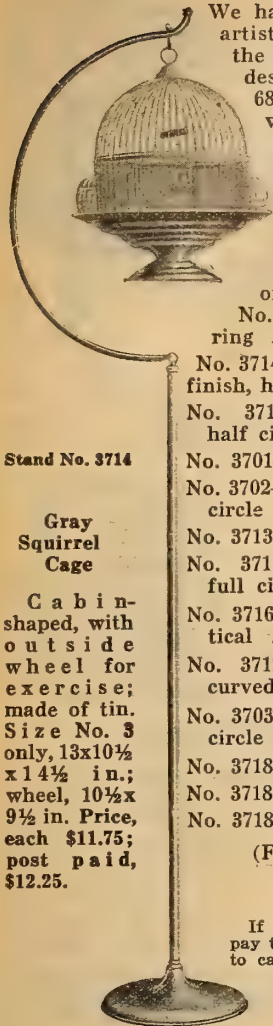 We ha
artist
the
des
68
o
No.
ring
No. 3714
finish, h
No. 371
half ci
Stand No. 3714
No. 3701
No. 3702-
circle
Gray
Squirrel
Cage
No. 3713
No. 371
full ci
Cabin-
shaped, with
outside
wheel for
exercise;
made of tin.
Size No. 3
only, 13x10½
x14½ in.;
wheel, 10½x
9½ in. Price,
each $11.75;
post paid,
$12.25.
No. 3716
tical
No. 371
curved
No. 3703
circle
No. 3718
No. 3718
No. 3718
(F
If
pay t
to ca